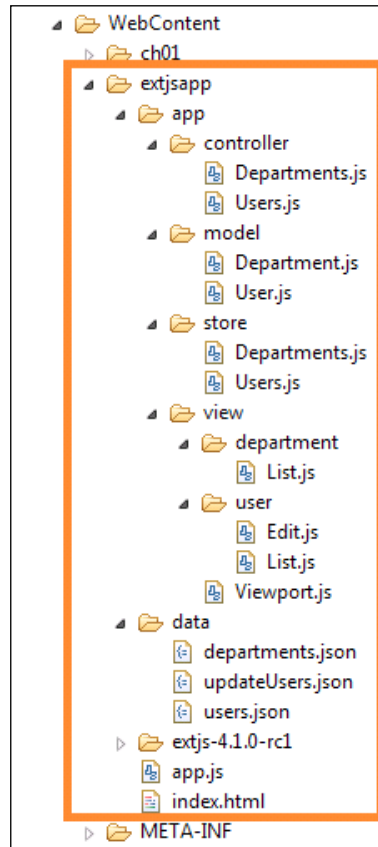 WebContent
ch01
extjsapp
app
controller
Departments.js
Users.js
model
Department.js
User.js
store
Departments.js
Users.js
view
department
List.js
user
Edit.js
List.js
Viewport.js
data
departments.json
updateUsers.json
users.json
extjs-4.1.0-rc1
app.js
index.html
META-INF